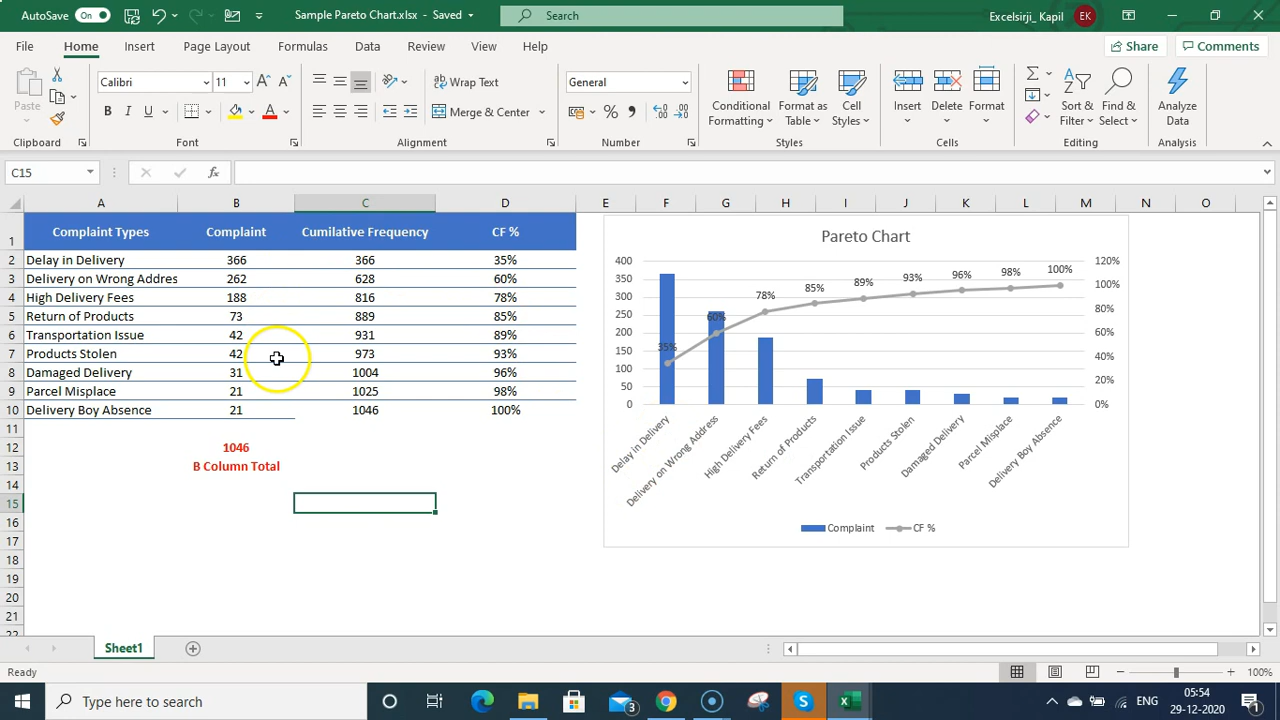 AutoSave On Sample Pareto Chart.xlsx - Saved Search Excelsirji_ Kapil EK
File Home Insert Page Layout Formulas Data Review View Help Share Comments
Paste Calibri 11 Wrap Text General Conditional Formatting Format as Table Cell Styles Insert Delete Format Sort & Filter Find & Select Analyze Data
B I U Merge & Center
Clipboard Font Alignment Number Styles Cells Editing Analysis
C15 fx
A B C D E F G H I J K L M N O
1 Complaint Types Complaint Cumilative Frequency CF %
2 Delay in Delivery 366 366 35%
3 Delivery on Wrong Addres 262 628 60%
4 High Delivery Fees 188 816 78%
5 Return of Products 73 889 85%
6 Transportation Issue 42 931 89%
7 Products Stolen 42 973 93%
8 Damaged Delivery 31 1004 96%
9 Parcel Misplace 21 1025 98%
10 Delivery Boy Absence 21 1046 100%
11
12 1046
13 B Column Total
14
15
16
17
18
19
20
21
22
Pareto Chart
400 350 300 250 200 150 100 50 0
35% 60% 78% 85% 89% 93% 96% 98% 100%
120% 100% 80% 60% 40% 20% 0%
Delay in Delivery
Delivery on Wrong Address
High Delivery Fees
Return of Products
Transportation Issue
Products Stolen
Damaged Delivery
Parcel Misplace
Delivery Boy Absence
Complaint CF %
Sheet1
Ready 100%
Type here to search 3 ENG 05:54 29-12-2020 1